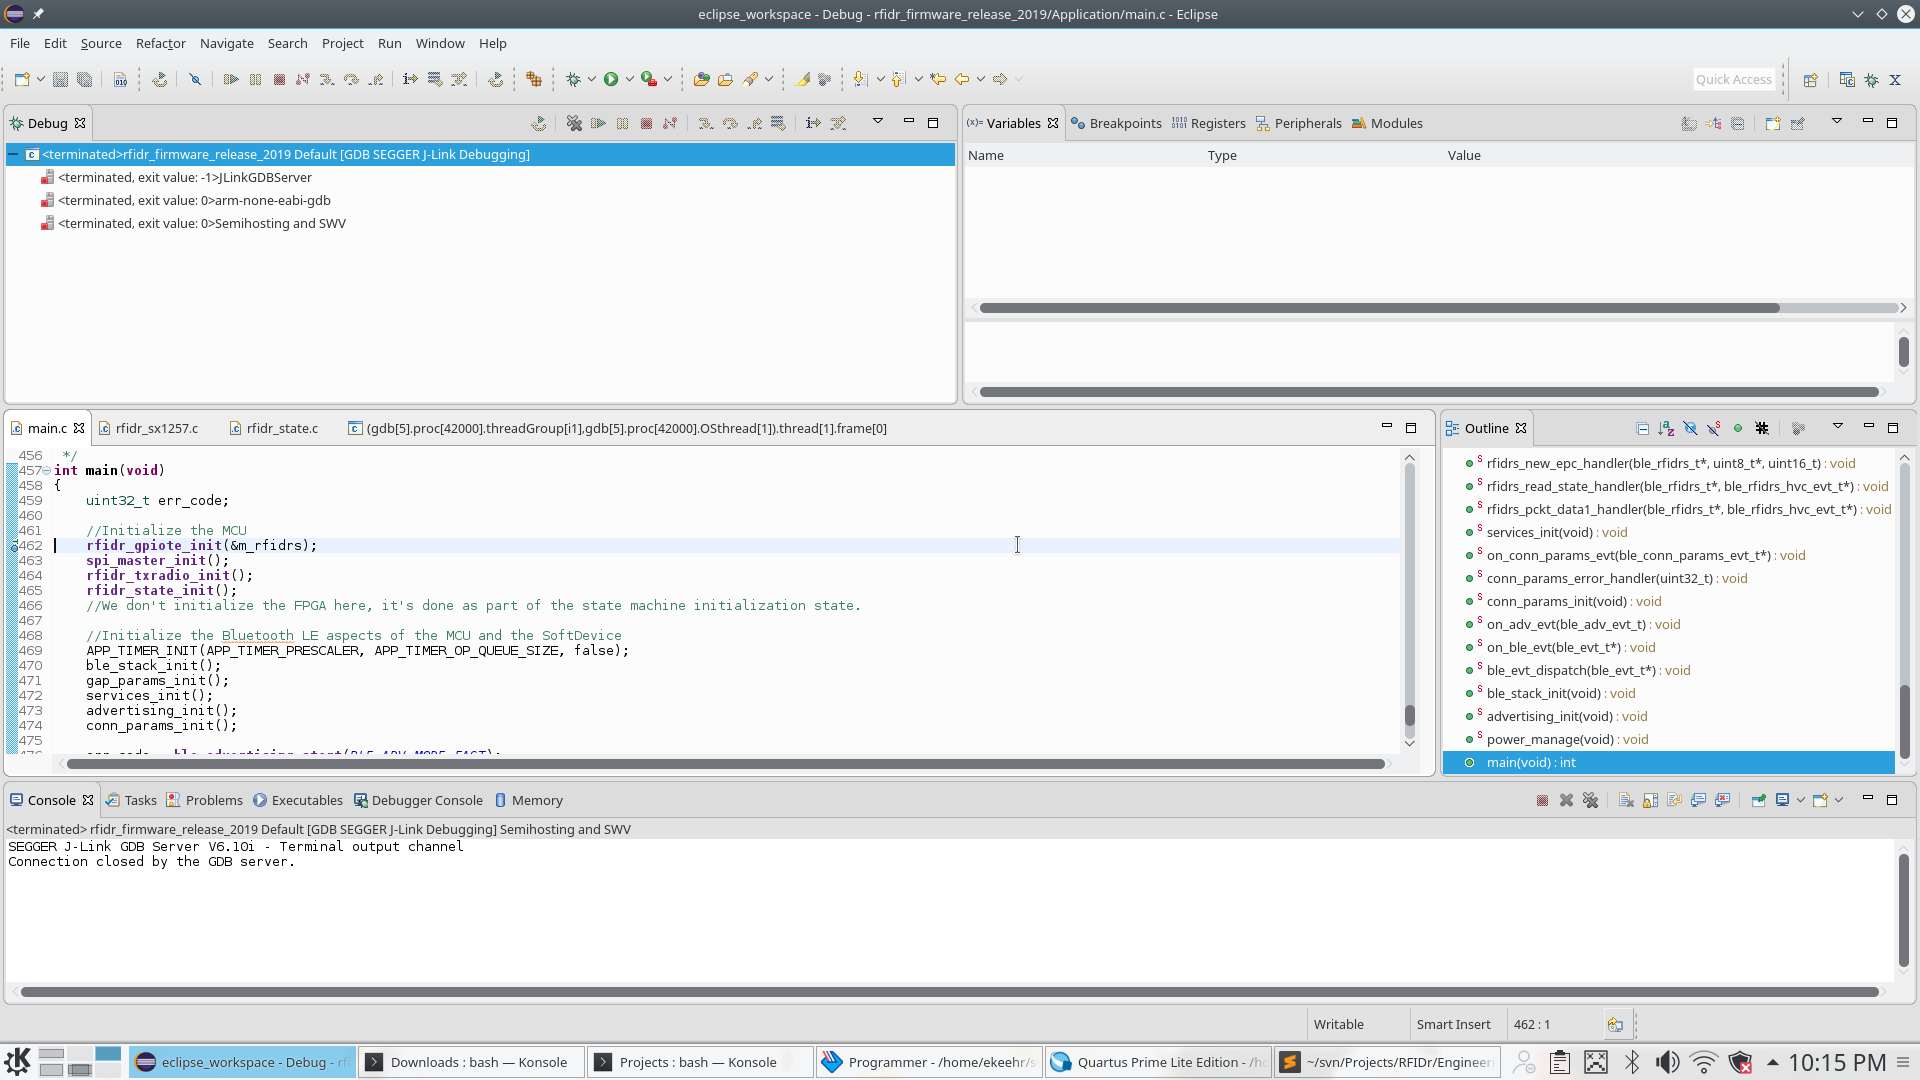 eclipse_workspace - Debug - rfidr_firmware_release_2019/Application/main.c - Eclipse
File Edit Source Refactor Navigate Search Project Run Window Help
Quick Access
Debug
<terminated>rfidr_firmware_release_2019 Default [GDB SEGGER J-Link Debugging]
<terminated, exit value: -1>JLinkGDBServer
<terminated, exit value: 0>arm-none-eabi-gdb
<terminated, exit value: 0>Semihosting and SWV
(x)= Variables Breakpoints Registers Peripherals Modules
Name Type Value
main.c rfidr_sx1257.c rfidr_state.c (gdb[5].proc[42000].threadGroup[i1],gdb[5].proc[42000].OSthread[1]).thread[1].frame[0]
456 */
457 int main(void)
458 {
459 uint32_t err_code;
460
461 //Initialize the MCU
462 rfidr_gpiote_init(&m_rfidrs);
463 spi_master_init();
464 rfidr_txradio_init();
465 rfidr_state_init();
466 //We don't initialize the FPGA here, it's done as part of the state machine initialization state.
467
468 //Initialize the Bluetooth LE aspects of the MCU and the SoftDevice
469 APP_TIMER_INIT(APP_TIMER_PRESCALER, APP_TIMER_OP_QUEUE_SIZE, false);
470 ble_stack_init();
471 gap_params_init();
472 services_init();
473 advertising_init();
474 conn_params_init();
475
476 err_code = ble_advertising_start(BLE_ADV_MODE_FAST);
Outline
rfidrs_new_epc_handler(ble_rfidrs_t*, uint8_t*, uint16_t) : void
rfidrs_read_state_handler(ble_rfidrs_t*, ble_rfidrs_hvc_evt_t*) : void
rfidrs_pckt_data1_handler(ble_rfidrs_t*, ble_rfidrs_hvc_evt_t*) : void
services_init(void) : void
on_conn_params_evt(ble_conn_params_evt_t*) : void
conn_params_error_handler(uint32_t) : void
conn_params_init(void) : void
on_adv_evt(ble_adv_evt_t) : void
on_ble_evt(ble_evt_t*) : void
ble_evt_dispatch(ble_evt_t*) : void
ble_stack_init(void) : void
advertising_init(void) : void
power_manage(void) : void
main(void) : int
Console Tasks Problems Executables Debugger Console Memory
<terminated> rfidr_firmware_release_2019 Default [GDB SEGGER J-Link Debugging] Semihosting and SWV
SEGGER J-Link GDB Server V6.10i - Terminal output channel
Connection closed by the GDB server.
Writable Smart Insert 462 : 1
eclipse_workspace - Debug - rf Downloads : bash — Konsole Projects : bash — Konsole Programmer - /home/ekeehr/s Quartus Prime Lite Edition - /h ~/svn/Projects/RFIDr/Engineeri 10:15 PM